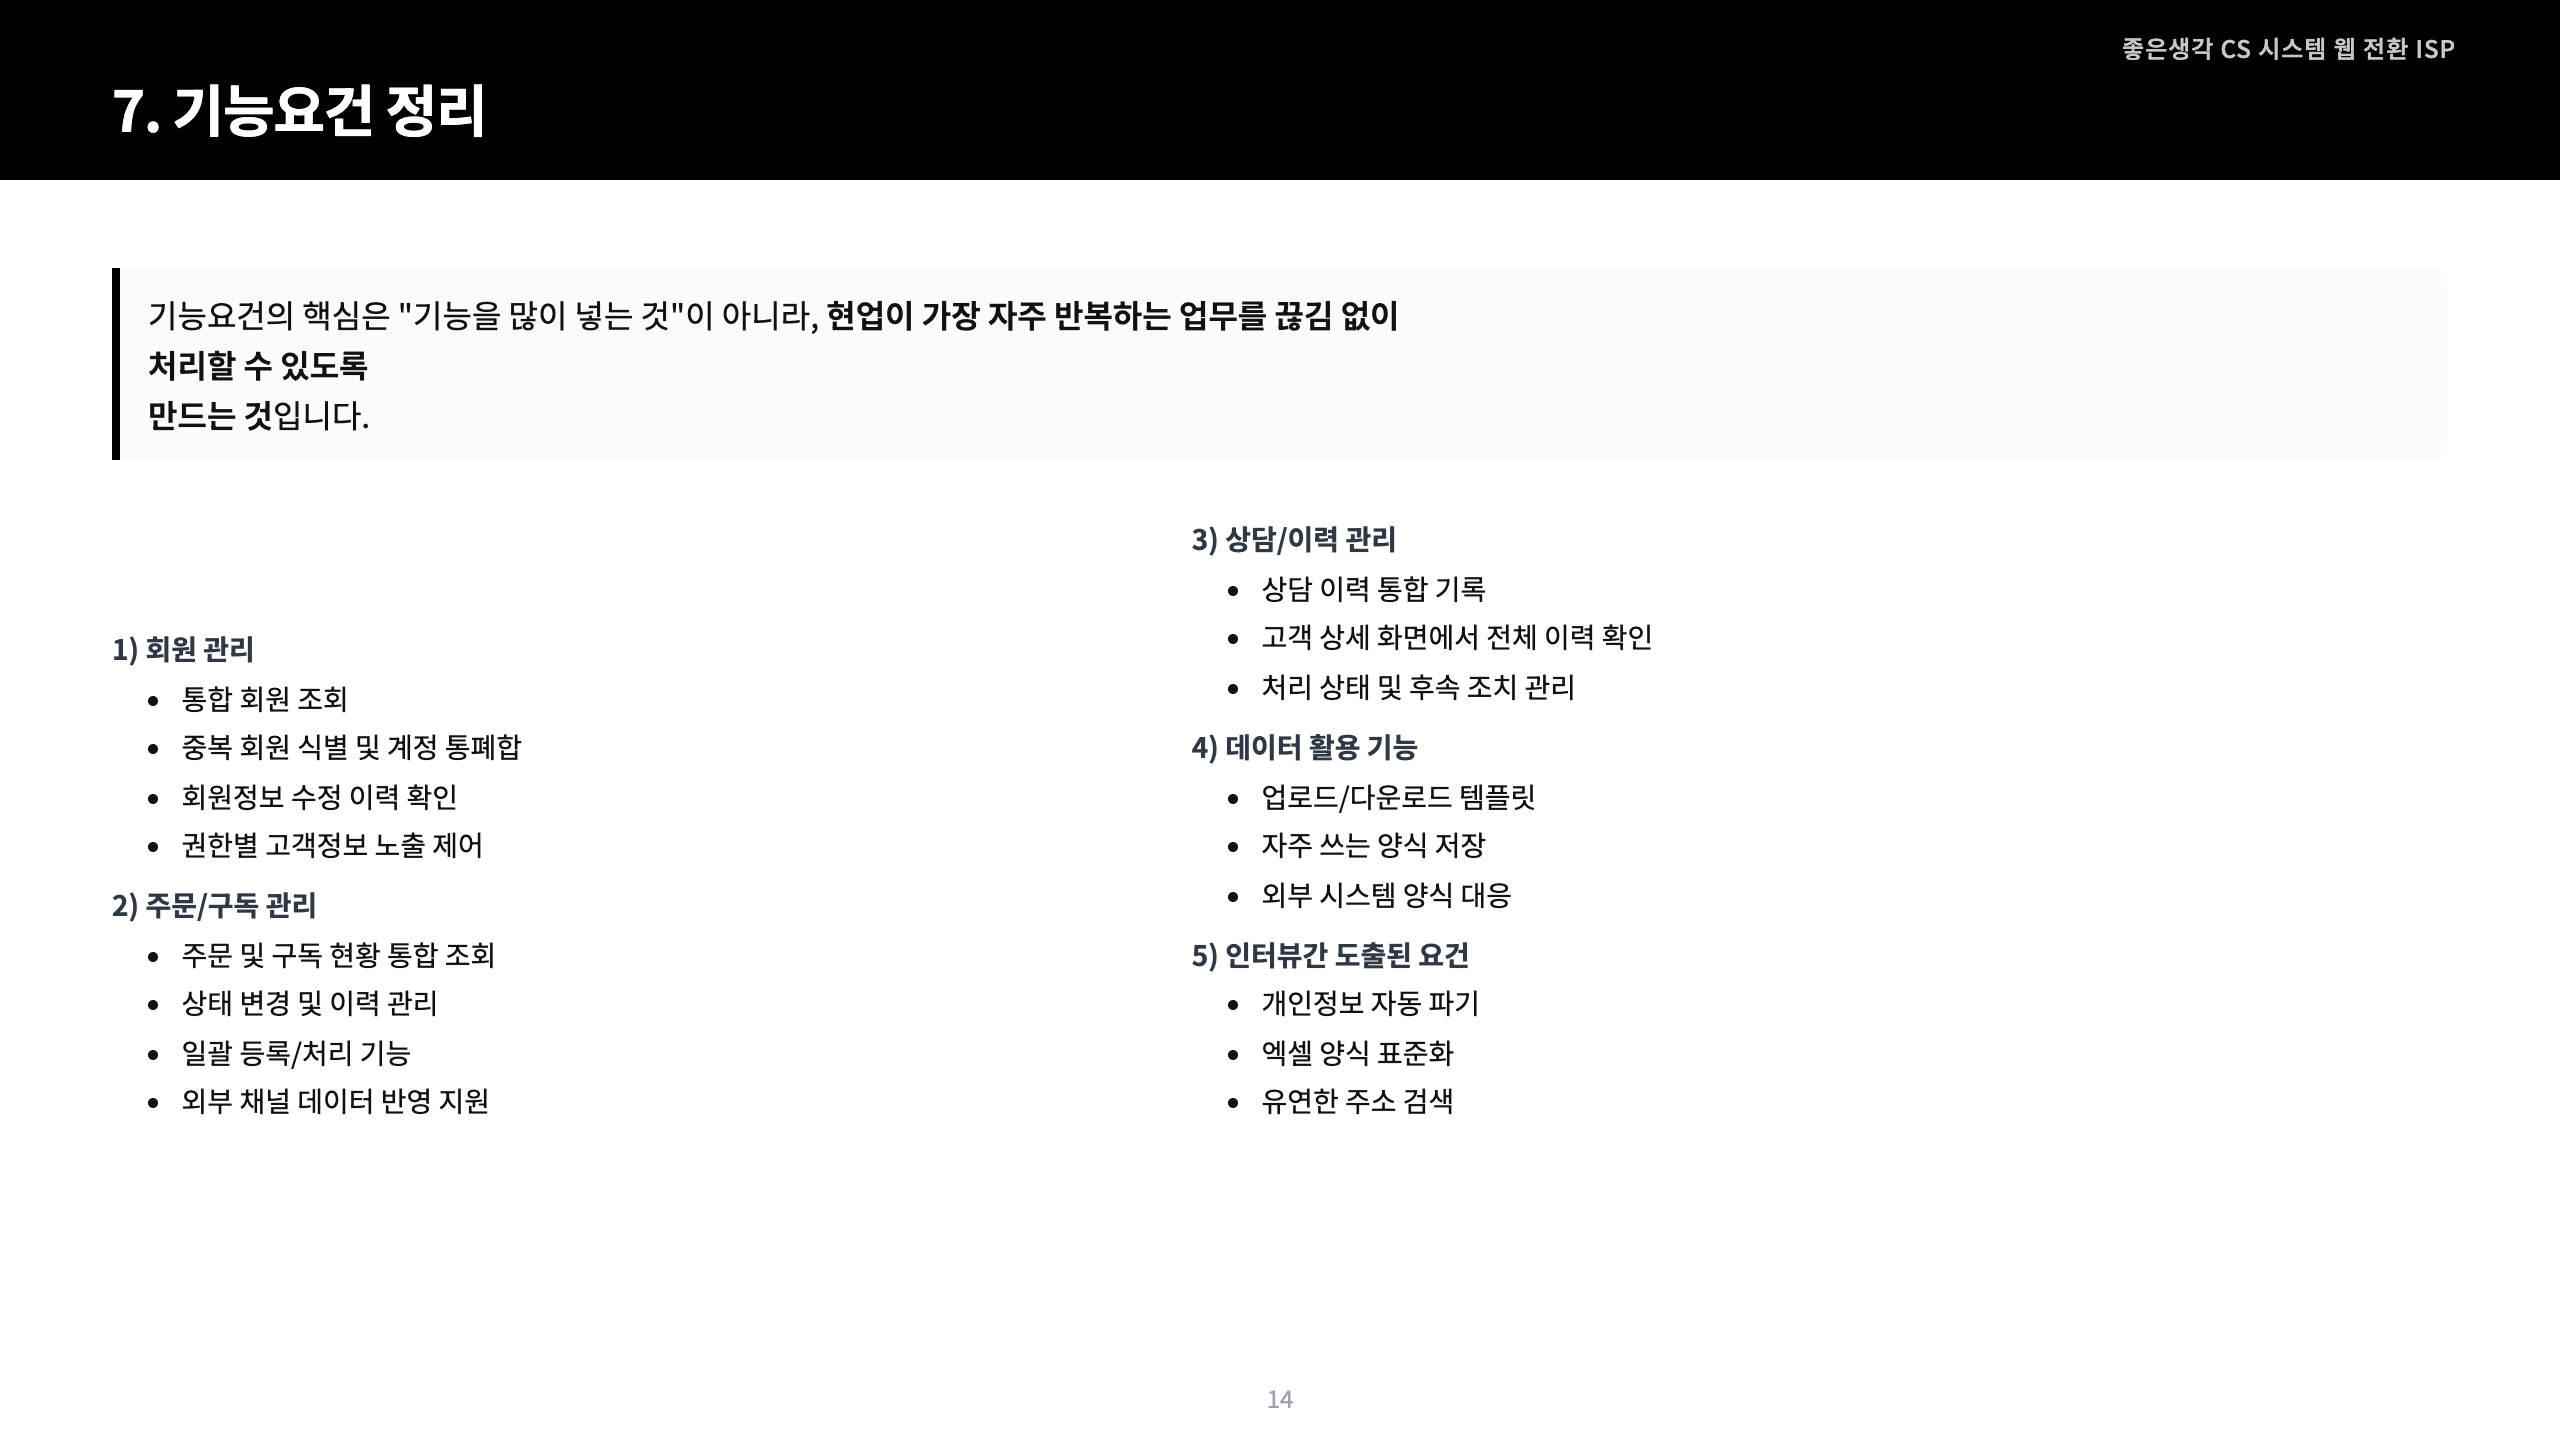 좋은생각 CS 시스템 웹 전환 ISP
7. 기능요건 정리
기능요건의 핵심은 "기능을 많이 넣는 것"이 아니라, 현업이 가장 자주 반복하는 업무를 끊김 없이
처리할 수 있도록
만드는 것입니다.
1) 회원 관리
• 통합 회원 조회
• 중복 회원 식별 및 계정 통폐합
• 회원정보 수정 이력 확인
• 권한별 고객정보 노출 제어
2) 주문/구독 관리
• 주문 및 구독 현황 통합 조회
• 상태 변경 및 이력 관리
• 일괄 등록/처리 기능
• 외부 채널 데이터 반영 지원
3) 상담/이력 관리
• 상담 이력 통합 기록
• 고객 상세 화면에서 전체 이력 확인
• 처리 상태 및 후속 조치 관리
4) 데이터 활용 기능
• 업로드/다운로드 템플릿
• 자주 쓰는 양식 저장
• 외부 시스템 양식 대응
5) 인터뷰간 도출된 요건
• 개인정보 자동 파기
• 엑셀 양식 표준화
• 유연한 주소 검색
14